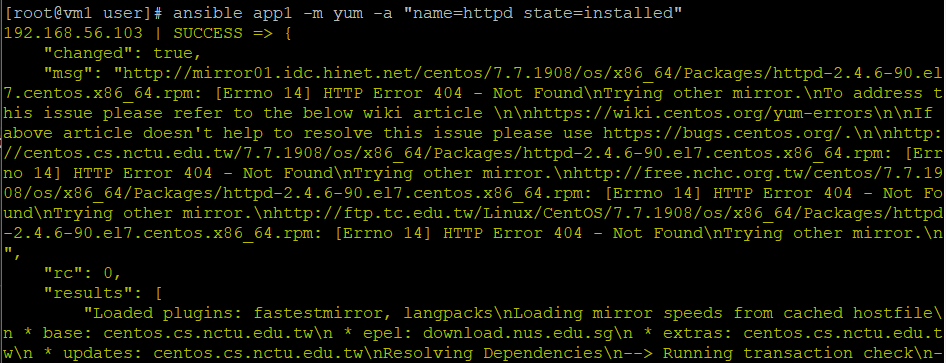 [root@vm1 user]# ansible app1 -m yum -a "name=httpd state=installed"
192.168.56.103 | SUCCESS => {
    "changed": true,
    "msg": "http://mirror01.idc.hinet.net/centos/7.7.1908/os/x86_64/Packages/httpd-2.4.6-90.el
7.centos.x86_64.rpm: [Errno 14] HTTP Error 404 - Not Found\nTrying other mirror.\nTo address t
his issue please refer to the below wiki article \n\nhttps://wiki.centos.org/yum-errors\n\nIf
above article doesn't help to resolve this issue please use https://bugs.centos.org/.\n\nhttp:
//centos.cs.nctu.edu.tw/7.7.1908/os/x86_64/Packages/httpd-2.4.6-90.el7.centos.x86_64.rpm: [Err
no 14] HTTP Error 404 - Not Found\nTrying other mirror.\nhttp://free.nchc.org.tw/centos/7.7.19
08/os/x86_64/Packages/httpd-2.4.6-90.el7.centos.x86_64.rpm: [Errno 14] HTTP Error 404 - Not Fo
und\nTrying other mirror.\nhttp://ftp.tc.edu.tw/Linux/CentOS/7.7.1908/os/x86_64/Packages/httpd
-2.4.6-90.el7.centos.x86_64.rpm: [Errno 14] HTTP Error 404 - Not Found\nTrying other mirror.\n
",
    "rc": 0,
    "results": [
        "Loaded plugins: fastestmirror, langpacks\nLoading mirror speeds from cached hostfile\
n * base: centos.cs.nctu.edu.tw\n * epel: download.nus.edu.sg\n * extras: centos.cs.nctu.edu.t
w\n * updates: centos.cs.nctu.edu.tw\nResolving Dependencies\n--> Running transaction check\n-